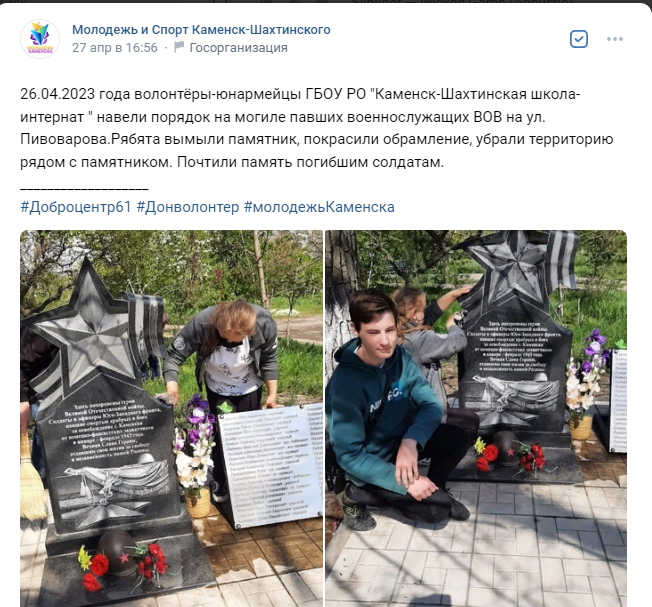 Молодежь и Спорт Каменск-Шахтинского
27 апр в 16:56 · Госорганизация
26.04.2023 года волонтёры-юнармейцы ГБОУ РО "Каменск-Шахтинская школа-
интернат " навели порядок на могиле павших военнослужащих ВОВ на ул.
Пивоварова.Рябята вымыли памятник, покрасили обрамление, убрали территорию
рядом с памятником. Почтили память погибшим солдатам.
___________________
#Доброцентр61 #Донволонтер #молодежьКаменска
Здесь похоронены герои
Великой Отечественной войны.
Солдаты и офицеры Юго-Западного фронта,
павшие смертью храбрых в боях
за освобождение г. Каменска
от немецко-фашистских захватчиков
в январе - феврале 1943 года.
Вечная Слава Героям,
отдавшим свои жизни за свободу
и независимость нашей Родины.
Здесь похоронены герои
Великой Отечественной войны.
Солдаты и офицеры Юго-Западного фронта,
павшие смертью храбрых в боях
за освобождение г. Каменска
от немецко-фашистских захватчиков
в январе - феврале 1943 года.
Вечная Слава Героям,
отдавшим свои жизни за свободу
и независимость нашей Родины.